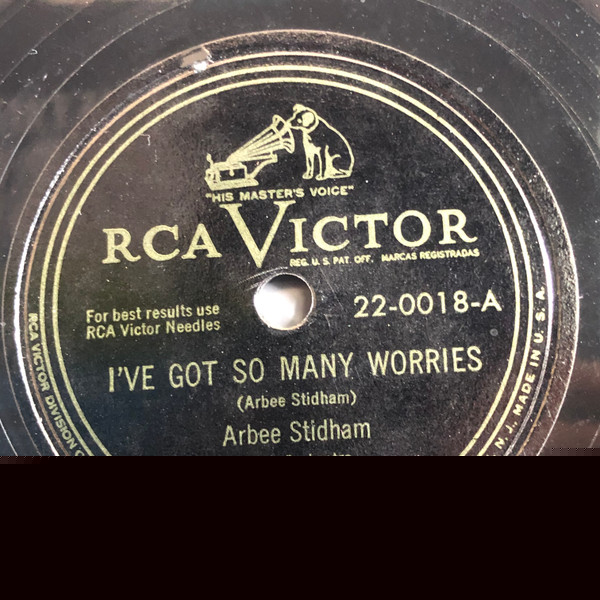 "HIS MASTER'S VOICE"
RCA VICTOR
REG. U. S. PAT. OFF. MARCAS REGISTRADAS
For best results use
RCA Victor Needles
22-0018-A
I'VE GOT SO MANY WORRIES
(Arbee Stidham)
Arbee Stidham
RCA VICTOR DIVISION
N. J., MADE IN U. S. A.